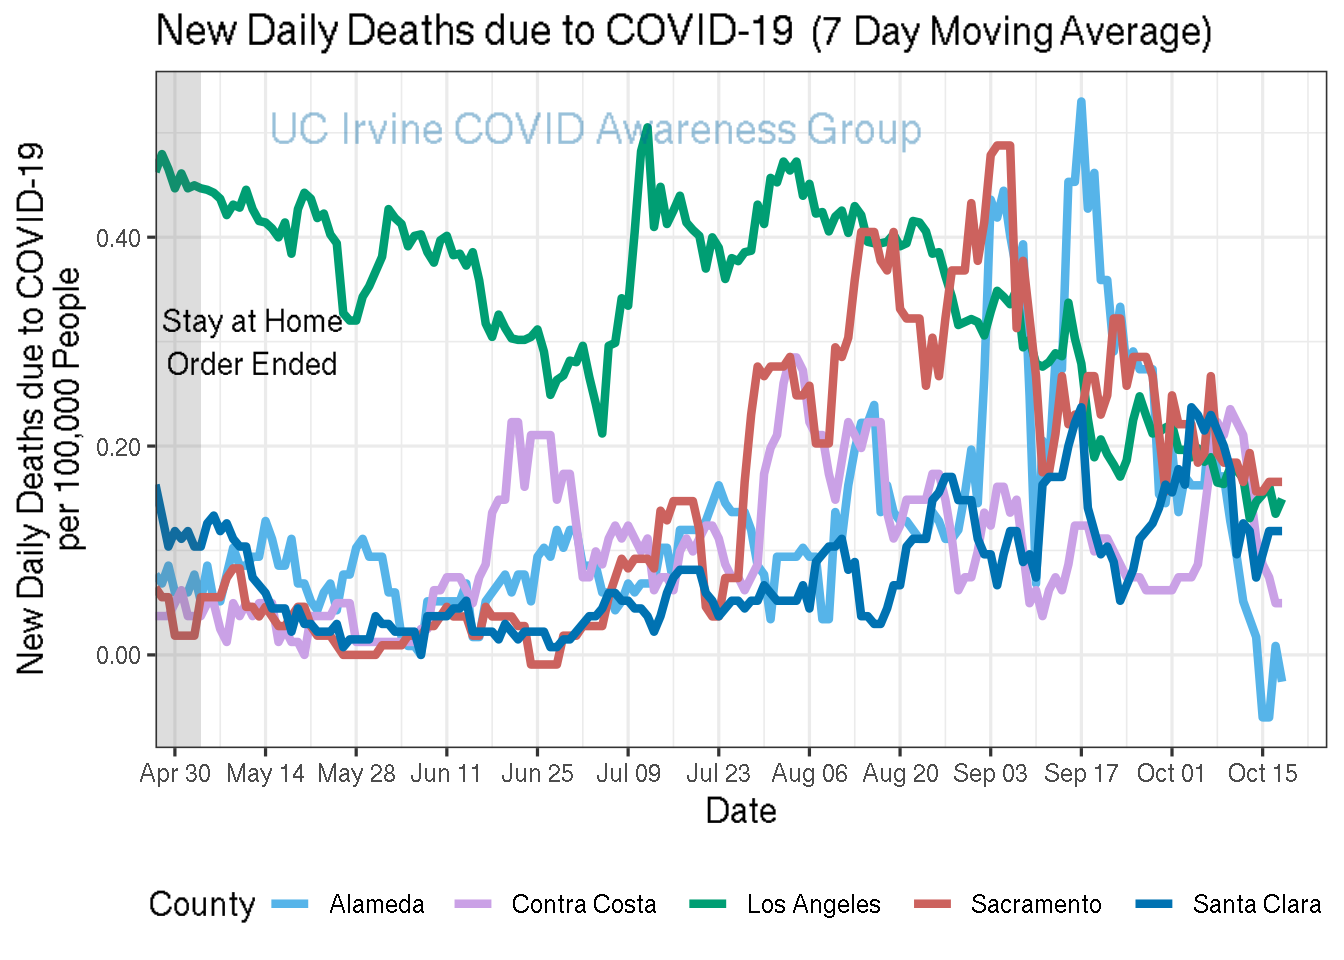 New Daily Deaths due to COVID-19 (7 Day Moving Average)
UC Irvine COVID Awareness Group
New Daily Deaths due to COVID-19
per 100,000 People
0.40
0.20
0.00
Stay at Home
Order Ended
Apr 30 May 14 May 28 Jun 11 Jun 25 Jul 09 Jul 23 Aug 06 Aug 20 Sep 03 Sep 17 Oct 01 Oct 15
Date
County Alameda Contra Costa Los Angeles Sacramento Santa Clara